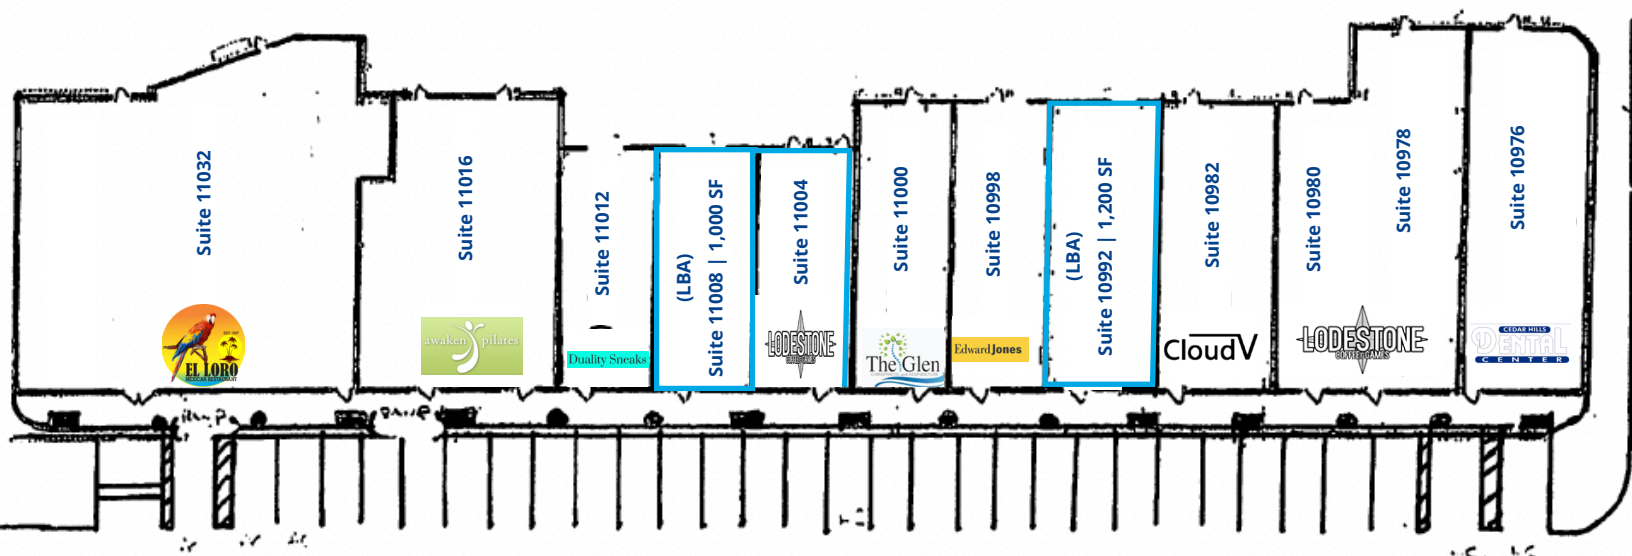 Suite 11032
EST. 1997
EL LORO
MEXICAN RESTAURANT
Suite 11016
awaken pilates
Suite 11012
Duality Sneaks
(LBA)
Suite 11008 | 1,000 SF
Suite 11004
LODESTONE
Suite 11000
The Glen
Suite 10998
Edward Jones
(LBA)
Suite 10992 | 1,200 SF
Suite 10982
CloudV
Suite 10980
Suite 10978
LODESTONE
COFFEE & GAMES
Suite 10976
CEDAR HILLS
DENTAL
CENTER